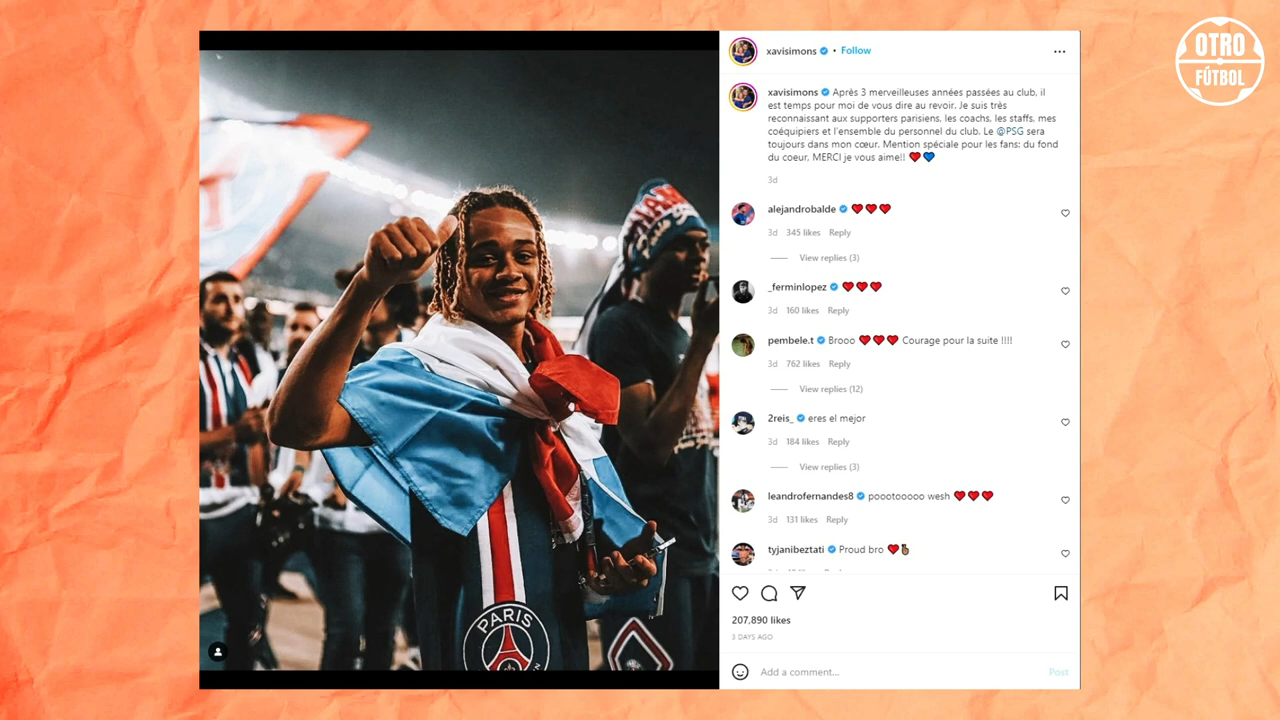 OTRO
FÚTBOL
xavisimons • Follow
xavisimons Après 3 merveilleuses années passées au club, il
est temps pour moi de vous dire au revoir. Je suis très
reconnaissant aux supporters parisiens, les coachs, les staffs, mes
coéquipiers et l'ensemble du personnel du club. Le @PSG sera
toujours dans mon cœur. Mention spéciale pour les fans: du fond
du coeur, MERCI je vous aime!! ❤️💙
3d
alejandrobalde ❤️❤️❤️
3d 345 likes Reply
View replies (3)
_ferminlopez ❤️❤️❤️
3d 160 likes Reply
pembele.t Brooo ❤️❤️❤️ Courage pour la suite !!!!
3d 762 likes Reply
View replies (12)
2reis_ eres el mejor
3d 184 likes Reply
View replies (3)
leandrofernandes8 poootooooo wesh ❤️❤️❤️
3d 131 likes Reply
tyjanibeztati Proud bro ❤️
207,890 likes
3 DAYS AGO
Add a comment...
Post
PARIS